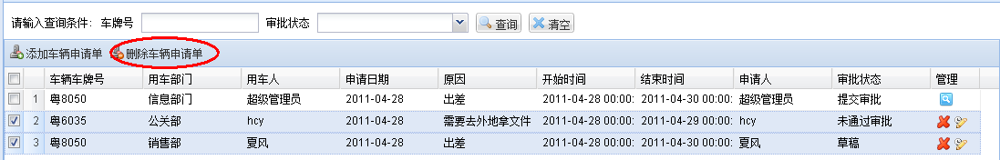 请输入查询条件: 车牌号 审批状态 查询 清空
添加车辆申请单 删除车辆申请单
车辆车牌号 用车部门 用车人 申请日期 原因 开始时间 结束时间 申请人 审批状态 管理
1 粤8050 信息部门 超级管理员 2011-04-28 出差 2011-04-28 00:00: 2011-04-30 00:00: 超级管理员 提交审批
2 粤6035 公关部 hcy 2011-04-28 需要去外地拿文件 2011-04-28 00:00: 2011-04-29 00:00: hcy 未通过审批
3 粤8050 销售部 夏风 2011-04-28 出差 2011-04-28 00:00: 2011-04-30 00:00: 夏风 草稿